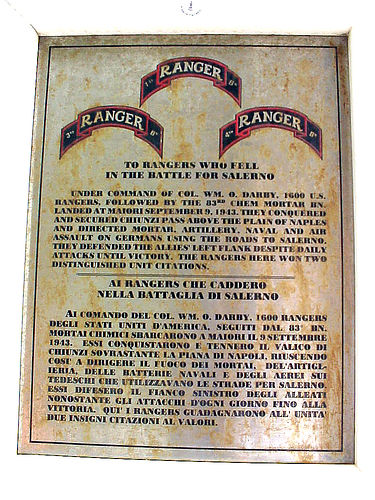 1ST RANGER Bn
3D RANGER Bn
4TH RANGER Bn
TO RANGERS WHO FELL
IN THE BATTLE FOR SALERNO
UNDER COMMAND OF COL. WM. O. DARBY, 1600 U.S.
RANGERS, FOLLOWED BY THE 83RD CHEM MORTAR BN.
LANDED AT MAIORI SEPTEMBER 9, 1943. THEY CONQUERED
AND SECURED CHIUNZI PASS ABOVE THE PLAIN OF NAPLES
AND DIRECTED MORTAR, ARTILLERY, NAVAL AND AIR
ASSAULT ON GERMANS USING THE ROADS TO SALERNO.
THEY DEFENDED THE ALLIES' LEFT FLANK DESPITE DAILY
ATTACKS UNTIL VICTORY. THE RANGERS HERE WON TWO
DISTINGUISHED UNIT CITATIONS.
AI RANGERS CHE CADDERO
NELLA BATTAGLIA DI SALERNO
AL COMANDO DEL COL. WM. O. DARBY, 1600 RANGERS
DEGLI STATI UNITI D'AMERICA, SEGUITI DAL 83° BN.
MORTAI CHIMICI SBARCARONO A MAIORI IL 9 SETTEMBRE
1943. ESSI CONQUISTARONO E TENNERO IL VALICO DI
CHIUNZI SOVRASTANTE LA PIANA DI NAPOLI, RIUSCENDO
COSI' A DIRIGERE IL FUOCO DEI MORTAI, DEL'ARTIGL-
ERIA, DELLE BATTERIE NAVALI E DEGLI AEREI SUI
TEDESCHI CHE UTILIZZAVANO LE STRADE PER SALERNO.
ESSI DIFESERO IL FIANCO SINISTRO DEGLI ALLEATI
NONOSTANTE GLI ATTACCHI D'OGNI GIORNO FINO ALLA
VITTORIA. QU'I RANGERS GUADAGNARONO ALL' UNITA'
DUE INSIGNI CITAZIONI AL VALORI.